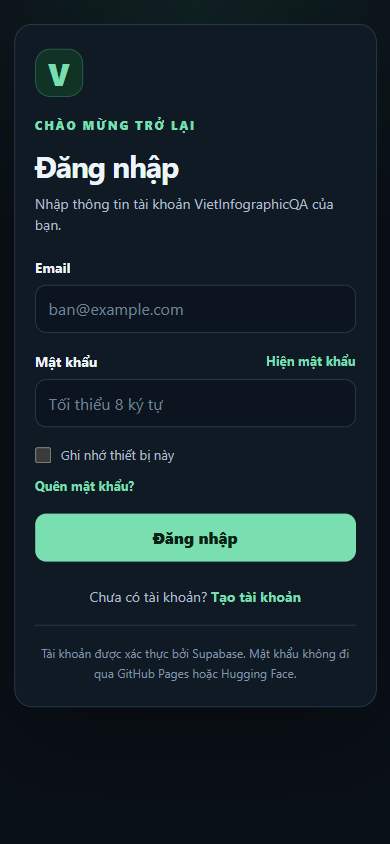 V
CHÀO MỪNG TRỞ LẠI
Đăng nhập
Nhập thông tin tài khoản VietInfographicQA của
bạn.
Email
ban@example.com
Mật khẩu
Hiện mật khẩu
Tối thiểu 8 ký tự
Ghi nhớ thiết bị này
Quên mật khẩu?
Đăng nhập
Chưa có tài khoản? Tạo tài khoản
Tài khoản được xác thực bởi Supabase. Mật khẩu không đi
qua GitHub Pages hoặc Hugging Face.